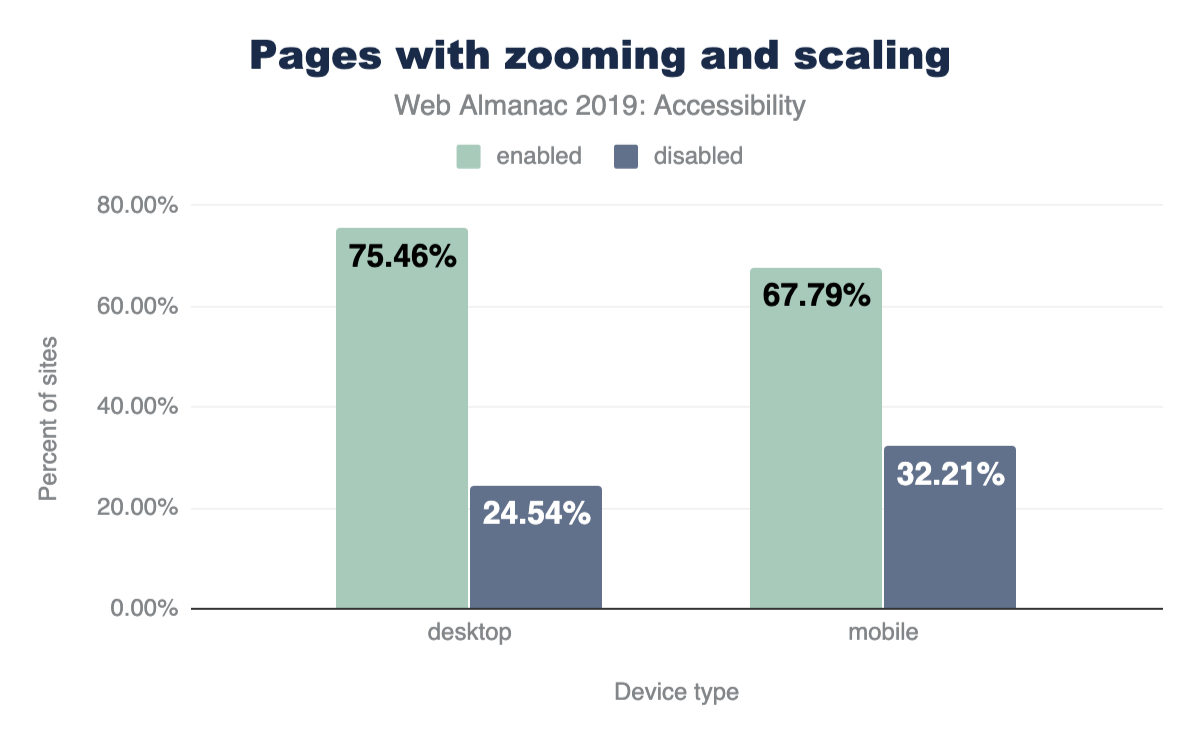 Pages with zooming and scaling
Web Almanac 2019: Accessibility
enabled disabled
80.00%
60.00%
40.00%
20.00%
0.00%
Percent of sites
75.46%
24.54%
67.79%
32.21%
desktop mobile
Device type